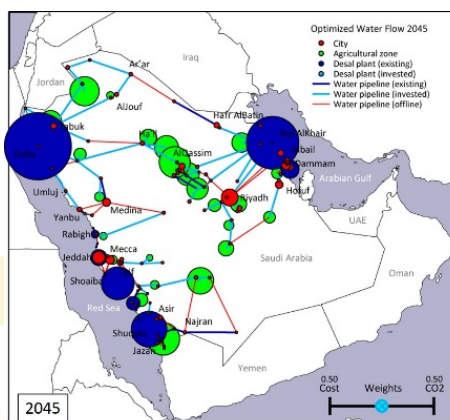 Optimized Water Flow 2045
City
Agricultural zone
Desal plant (existing)
Desal plant (invested)
Water pipeline (existing)
Water pipeline (invested)
Water pipeline (offline)
Iraq
Jordan
Ar'ar
AlJouf
Hafr AlBatin
Tabuk
Ha'il
AlKhair
Jubail
Duba
AlQassim
Dammam
Arabian Gulf
Hofuf
Umluj
Riyadh
Yanbu
Medina
UAE
Rabigh
Mecca
Jeddah
Saudi Arabia
Oman
Shoaiba
Red Sea
Asir
Najran
Jazan
Yemen
0.50 0.50
Cost Weights CO2
2045